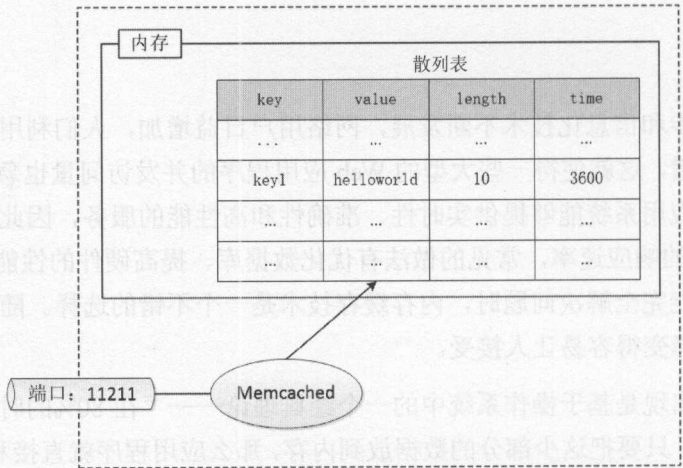 内存
散列表
key value length time
... ... ... ...
key1 helloworld 10 3600
... ... ... ...
端口: 11211
Memcached